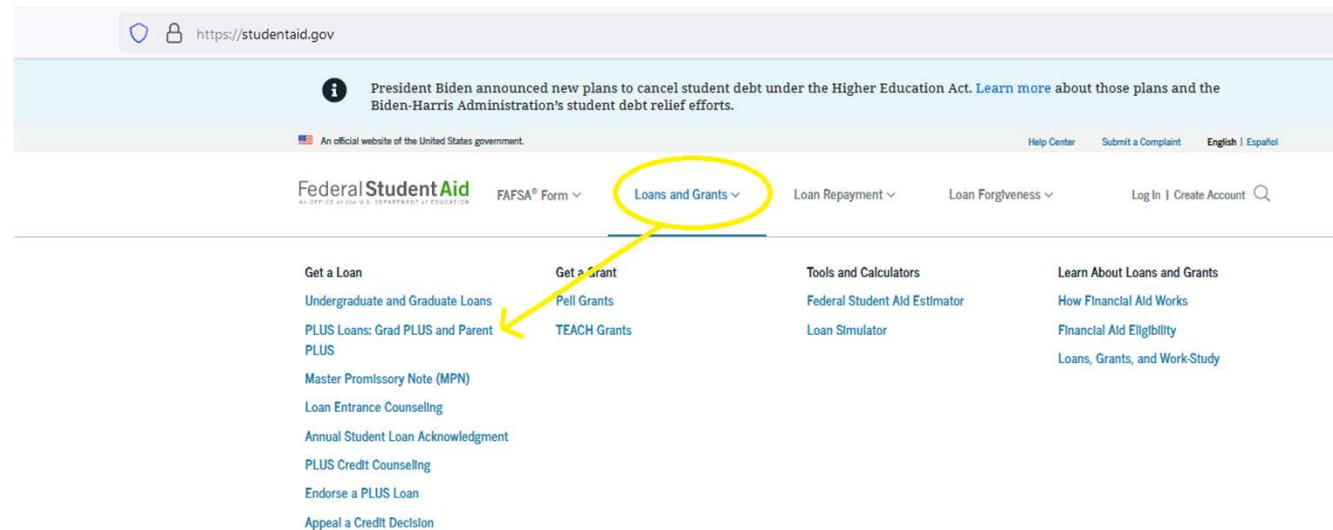 https://studentaid.gov
President Biden announced new plans to cancel student debt under the Higher Education Act. Learn more about those plans and the
Biden-Harris Administration's student debt relief efforts.
An official website of the United States government.
Help Center Submit a Complaint English | Español
Federal Student Aid
An OFFICE of the U.S. DEPARTMENT of EDUCATION
FAFSA® Form Loans and Grants Loan Repayment Loan Forgiveness Log In | Create Account
Get a Loan
Undergraduate and Graduate Loans
PLUS Loans: Grad PLUS and Parent
PLUS
Master Promissory Note (MPN)
Loan Entrance Counseling
Annual Student Loan Acknowledgment
PLUS Credit Counseling
Endorse a PLUS Loan
Appeal a Credit Decision
Get a Grant
Pell Grants
TEACH Grants
Tools and Calculators
Federal Student Aid Estimator
Loan Simulator
Learn About Loans and Grants
How Financial Aid Works
Financial Aid Eligibility
Loans, Grants, and Work-Study